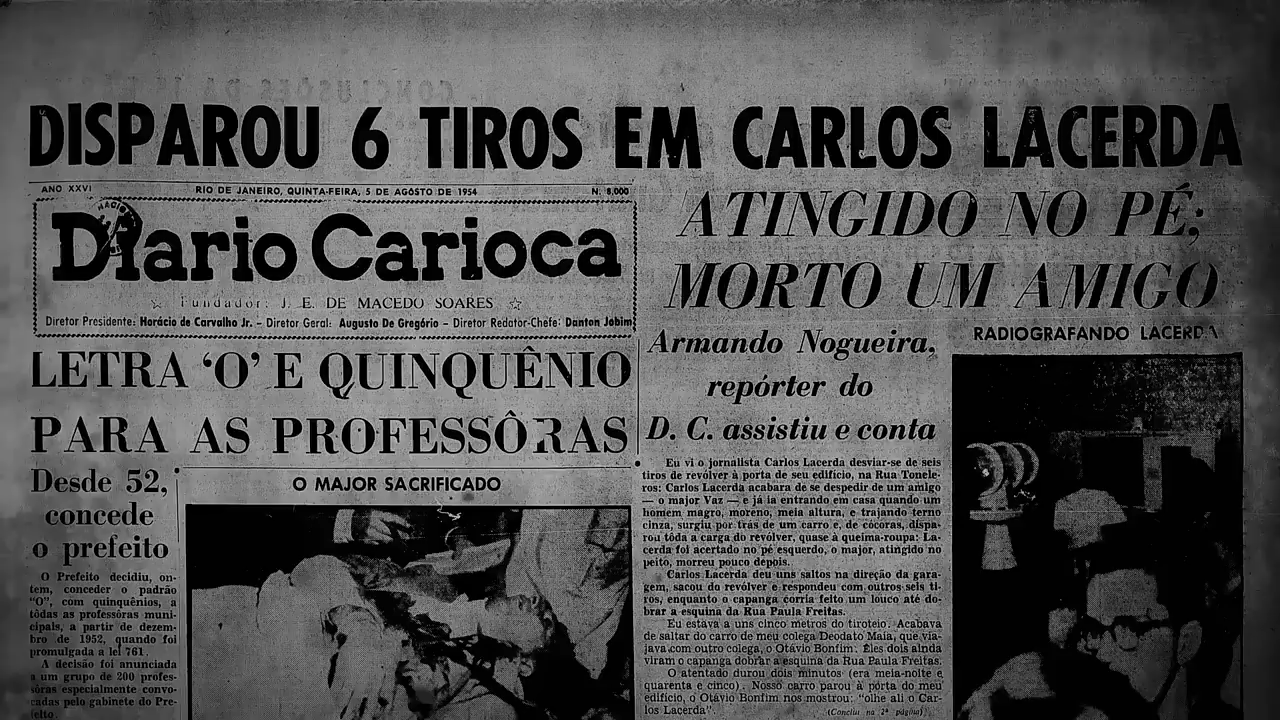 DISPAROU 6 TIROS EM CARLOS LACERDA
ANO XXVI RIO DE JANEIRO, QUINTA-FEIRA, 5 DE AGÔSTO DE 1954 N. 8.000
Diario Carioca
Fundador: J. E. DE MACEDO SOARES
Diretor Presidente: Horácio de Carvalho Jr. – Diretor Geral: Augusto De Gregório – Diretor Redator-Chefe: Danton Jobim
ATINGIDO NO PÉ;
MORTO UM AMIGO
LETRA ‘O’ E QUINQUÊNIO
PARA AS PROFESSÔRAS
Desde 52,
concede
o prefeito
O Prefeito decidiu, on-
tem, conceder o padrão
"O", com quinquênios, a
tôdas as professôras muni-
cipais, a partir de dezem-
bro de 1952, quando foi
promulgada a lei 761.
A decisão foi anunciada
a um grupo de 200 profes-
sôras especialmente convo-
cadas pelo gabinete do Pre-
feito.
O MAJOR SACRIFICADO
Armando Nogueira,
repórter do
D. C. assistiu e conta
Eu vi o jornalista Carlos Lacerda desviar-se de seis
tiros de revólver à porta de seu edifício, na Rua Tonele-
ros: Carlos Lacerda acabara de se despedir de um amigo
— o major Vaz — e já ia entrando em casa quando um
homem magro, moreno, meia altura, e trajando terno
cinza, surgiu por trás de um carro e, de cócoras, dispa-
rou tôda a carga do revólver, quase à queima-roupa: La-
cerda foi acertado no pé esquerdo, o major, atingido no
peito, morreu pouco depois.
Carlos Lacerda deu uns saltos na direção da gara-
gem, sacou do revólver e respondeu com outros seis ti-
ros, enquanto o capanga corria feito um louco até do-
brar a esquina da Rua Paula Freitas.
Eu estava a uns cinco metros do tiroteio. Acabava
de saltar do carro de meu colega Deodato Maia, que via-
java com outro colega, o Otávio Bonfim. Êles dois ainda
viram o capanga dobrar a esquina da Rua Paula Freitas.
O atentado durou dois minutos (era meia-noite e
quarenta e cinco). Nosso carro parou à porta do meu
edifício, o Otávio Bonfim nos mostrou: "olhe ali o Car-
los Lacerda".
(Conclui na 2ª página)
RADIOGRAFANDO LACERDA